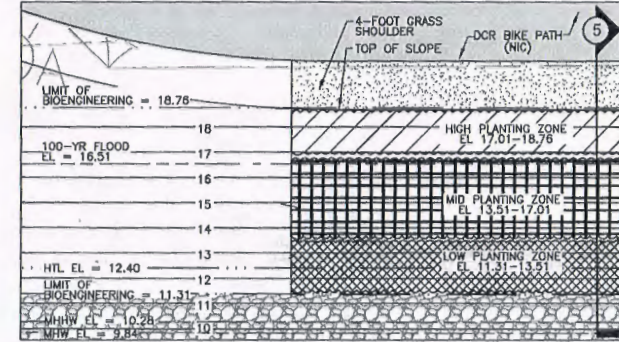 4-FOOT GRASS
SHOULDER
TOP OF SLOPE
DCR BIKE PATH
(NIC)
5
LIMIT OF
BIOENGINEERING = 18.76
18
HIGH PLANTING ZONE
EL 17.01-18.76
100-YR FLOOD
EL = 16.51
17
16
15
MID PLANTING ZONE
EL 13.51-17.01
14
13
LOW PLANTING ZONE
EL 11.31-13.51
HTL EL = 12.40
12
LIMIT OF
BIOENGINEERING = 11.31
11
MHHW EL = 10.28
10
MHW EL = 9.84